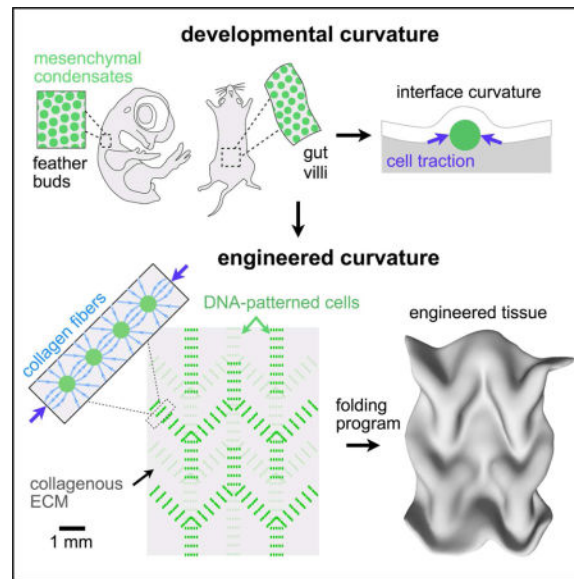 developmental curvature
mesenchymal
condensates
feather
buds
gut
villi
interface curvature
cell traction
engineered curvature
collagen fibers
DNA-patterned cells
engineered tissue
folding
program
collagenous
ECM
1 mm